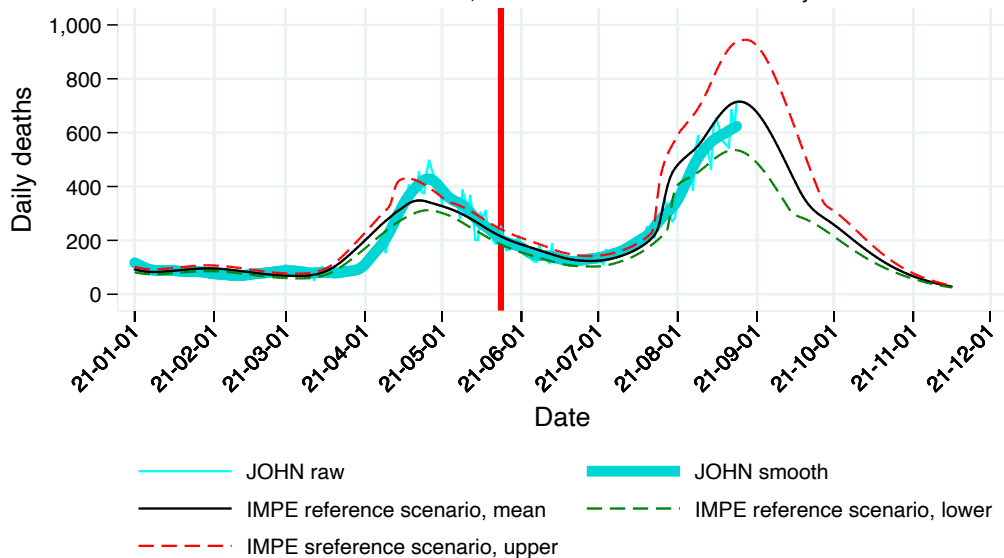 1,000
800
600
400
200
0
Daily deaths
21-01-01
21-02-01
21-03-01
21-04-01
21-05-01
21-06-01
21-07-01
21-08-01
21-09-01
21-10-01
21-11-01
21-12-01
Date
JOHN raw
JOHN smooth
IMPE reference scenario, mean
IMPE reference scenario, lower
IMPE sreference scenario, upper